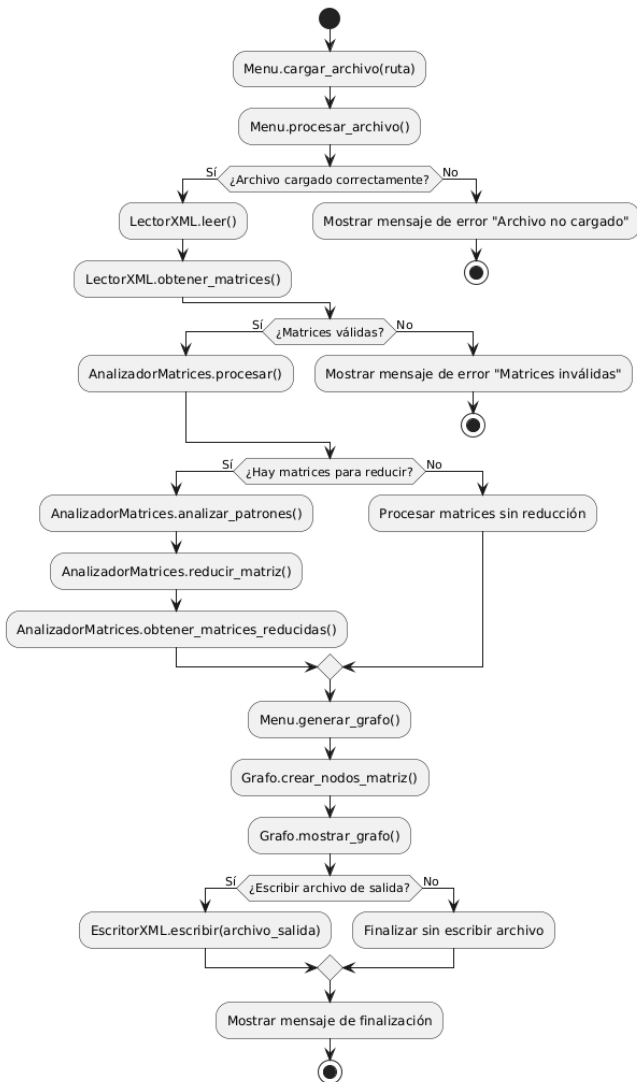 Menu.cargar_archivo(ruta)
Menu.procesar_archivo()
Sí
¿Archivo cargado correctamente?
No
LectorXML.leer()
Mostrar mensaje de error "Archivo no cargado"
LectorXML.obtener_matrices()
Sí
¿Matrices válidas?
No
AnalizadorMatrices.procesar()
Mostrar mensaje de error "Matrices inválidas"
Sí
¿Hay matrices para reducir?
No
AnalizadorMatrices.analizar_patrones()
Procesar matrices sin reducción
AnalizadorMatrices.reducir_matriz()
AnalizadorMatrices.obtener_matrices_reducidas()
Menu.generar_grafo()
Grafo.crear_nodos_matriz()
Grafo.mostrar_grafo()
Sí
¿Escribir archivo de salida?
No
EscritorXML.escribir(archivo_salida)
Finalizar sin escribir archivo
Mostrar mensaje de finalización